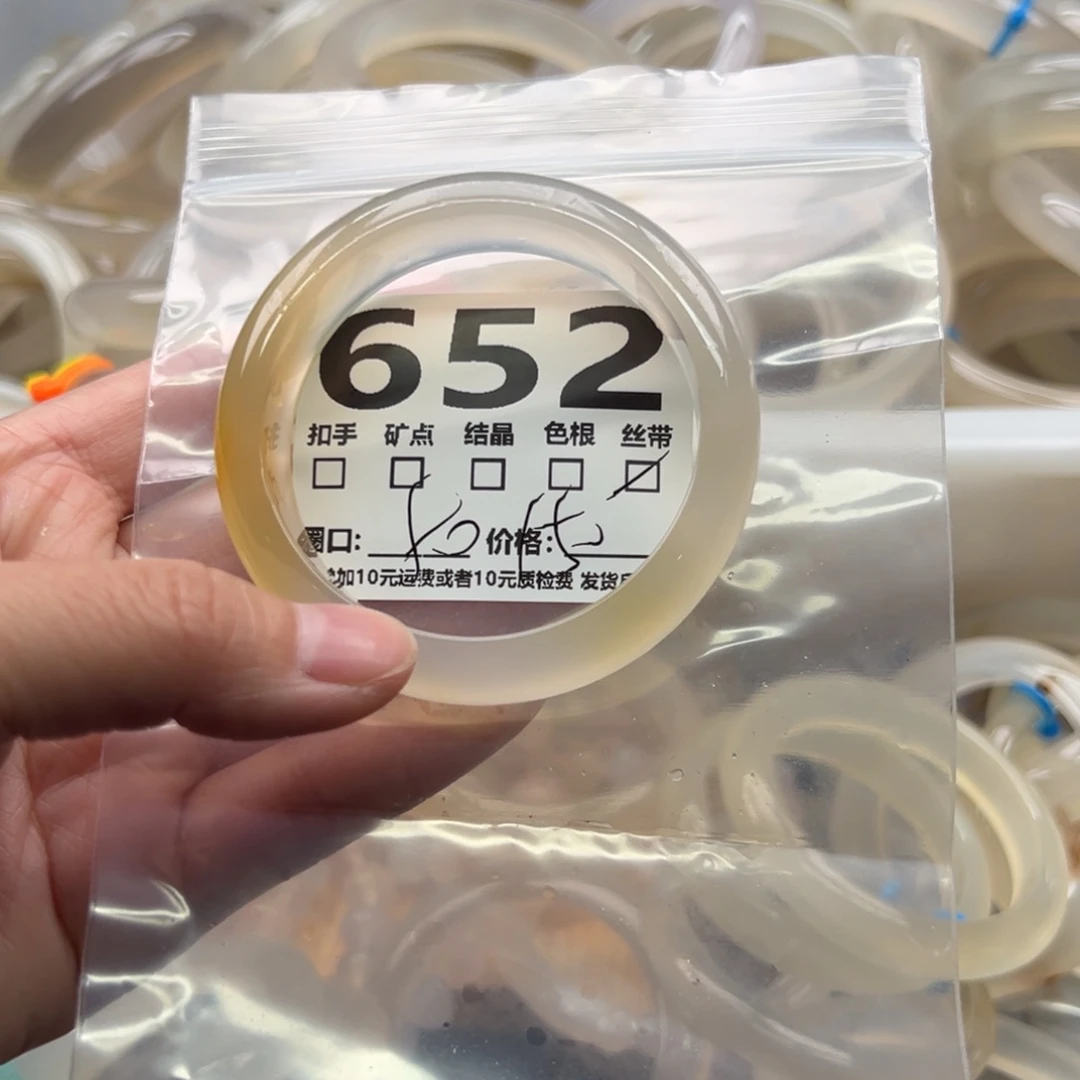 652
扣手 矿点 结晶 色根 丝带
圈口: 价格:
加10元运费或者10元质检费 发货